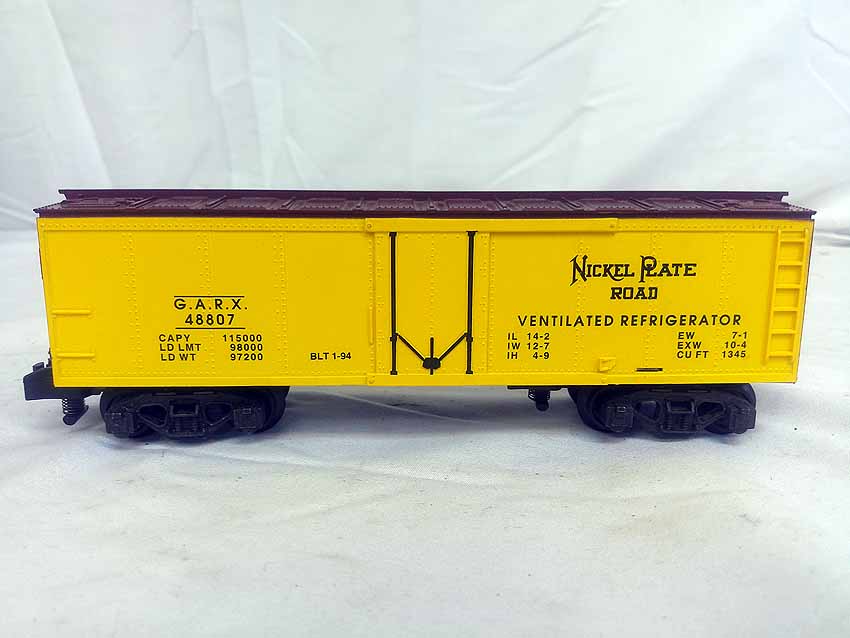 G.A.R.X.
48807
CAPY 115000
LD LMT 98000
LD WT 97200
BLT 1-94
NICKEL PLATE
ROAD
VENTILATED REFRIGERATOR
IL 14-2 EW 7-1
IW 12-7 EXW 10-4
IH 4-9 CU FT 1345